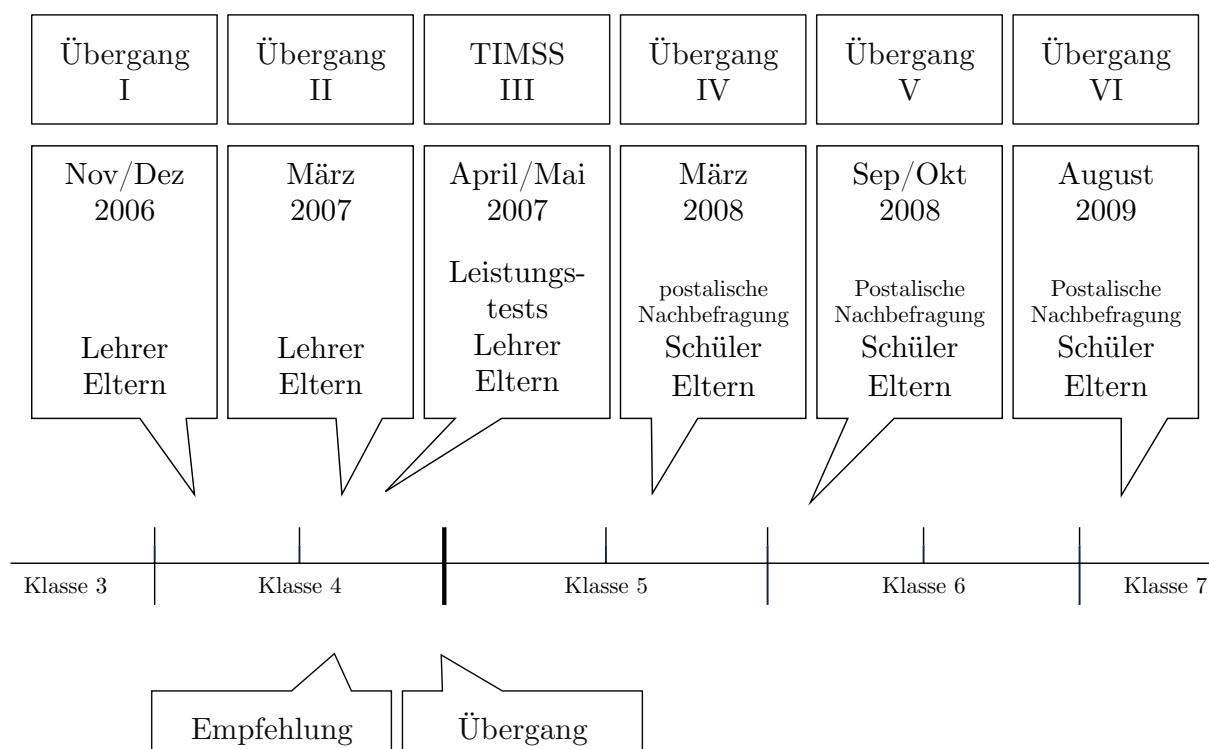 Übergang
I
Übergang
II
TIMSS
III
Übergang
IV
Übergang
V
Übergang
VI
Nov/Dez
2006
Lehrer
Eltern
März
2007
Lehrer
Eltern
April/Mai
2007
Leistungs-
tests
Lehrer
Eltern
März
2008
postalische
Nachbefragung
Schüler
Eltern
Sep/Okt
2008
Postalische
Nachbefragung
Schüler
Eltern
August
2009
Postalische
Nachbefragung
Schüler
Eltern
Klasse 3
Klasse 4
Klasse 5
Klasse 6
Klasse 7
Empfehlung
Übergang